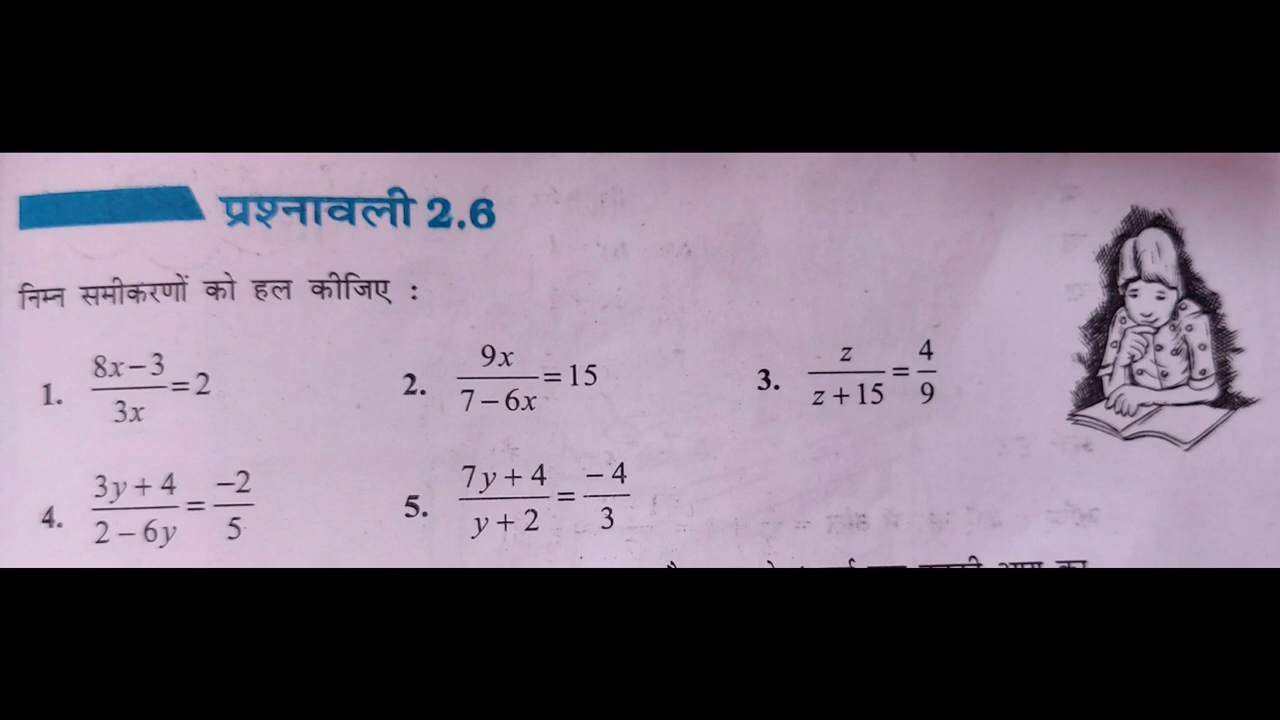 प्रश्नावली 2.6
निम्न समीकरणों को हल कीजिए :
1. (8x-3)/(3x) = 2 2. (9x)/(7-6x) = 15 3. z/(z+15) = 4/9
4. (3y+4)/(2-6y) = -2/5 5. (7y+4)/(y+2) = -4/3